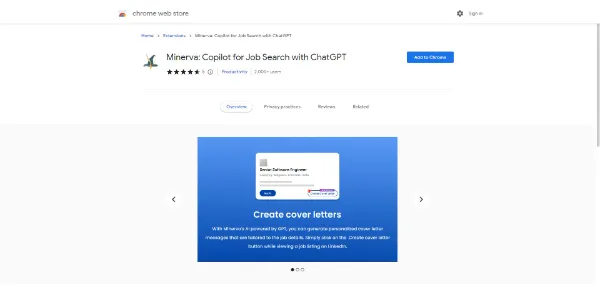 chrome web store
Sign in
Home
Extensions
Minerva: Copilot for Job Search with ChatGPT
Minerva: Copilot for Job Search with ChatGPT
Add to Chrome
Productivity
2,000+ users
Overview
Privacy practices
Reviews
Related
Senior Software Engineer
Create cover letters
With Minerva's AI powered by GPT, you can generate personalized cover letter
messages that are tailored to the job details. Simply click on the Create cover letter
button while viewing a job listing on LinkedIn.